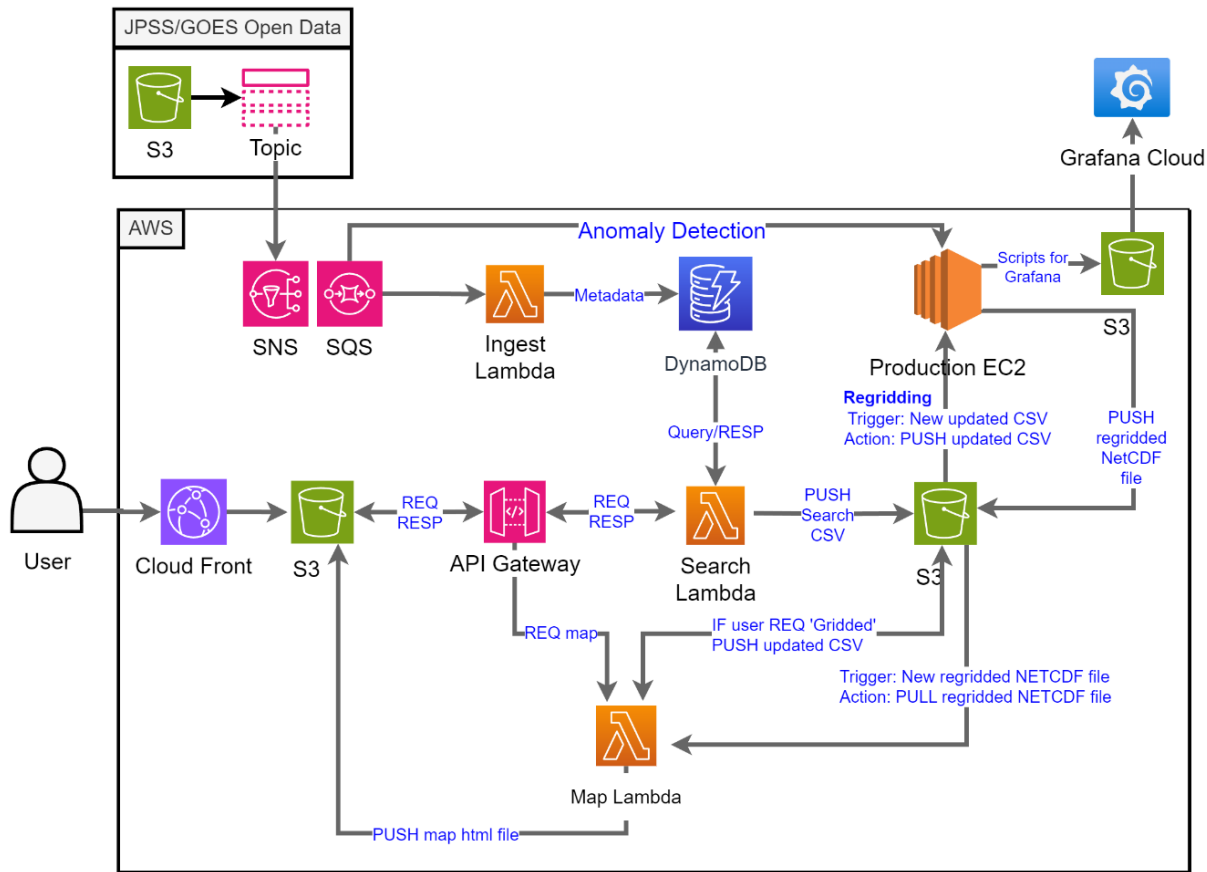 JPSS/GOES Open Data
S3
Topic
Grafana Cloud
AWS
Anomaly Detection
SNS
SQS
Ingest
Lambda
Metadata
DynamoDB
Production EC2
Scripts for
Grafana
S3
Regridding
Trigger: New updated CSV
Action: PUSH updated CSV
PUSH
regridded
NetCDF
file
Query/RESP
User
Cloud Front
S3
REQ
RESP
API Gateway
REQ
RESP
Search
Lambda
PUSH
Search
CSV
S3
REQ map
IF user REQ 'Gridded'
PUSH updated CSV
Trigger: New regridded NETCDF file
Action: PULL regridded NETCDF file
Map Lambda
PUSH map html file